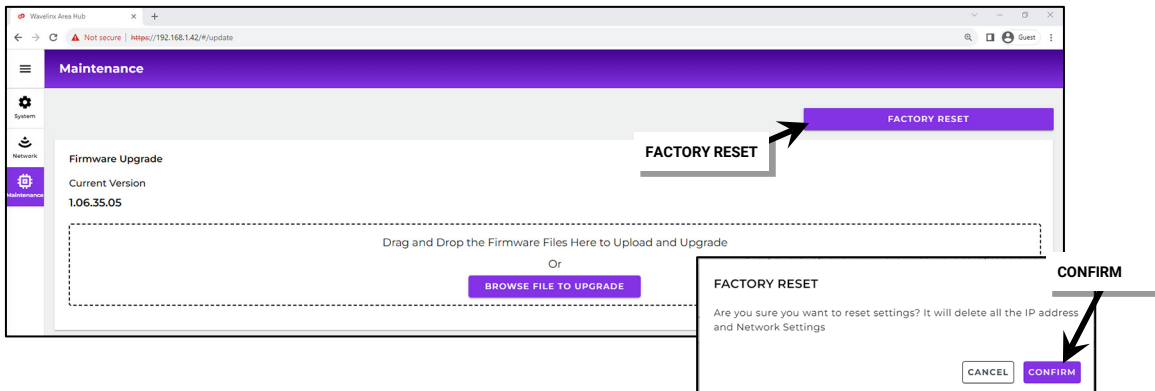 Wavelinx Area Hub
Not secure | https://192.168.1.42/#/update
Guest
Maintenance
System
FACTORY RESET
Network
FACTORY RESET
Firmware Upgrade
Maintenance
Current Version
1.06.35.05
Drag and Drop the Firmware Files Here to Upload and Upgrade
Or
BROWSE FILE TO UPGRADE
CONFIRM
FACTORY RESET
Are you sure you want to reset settings? It will delete all the IP address
and Network Settings
CANCEL
CONFIRM